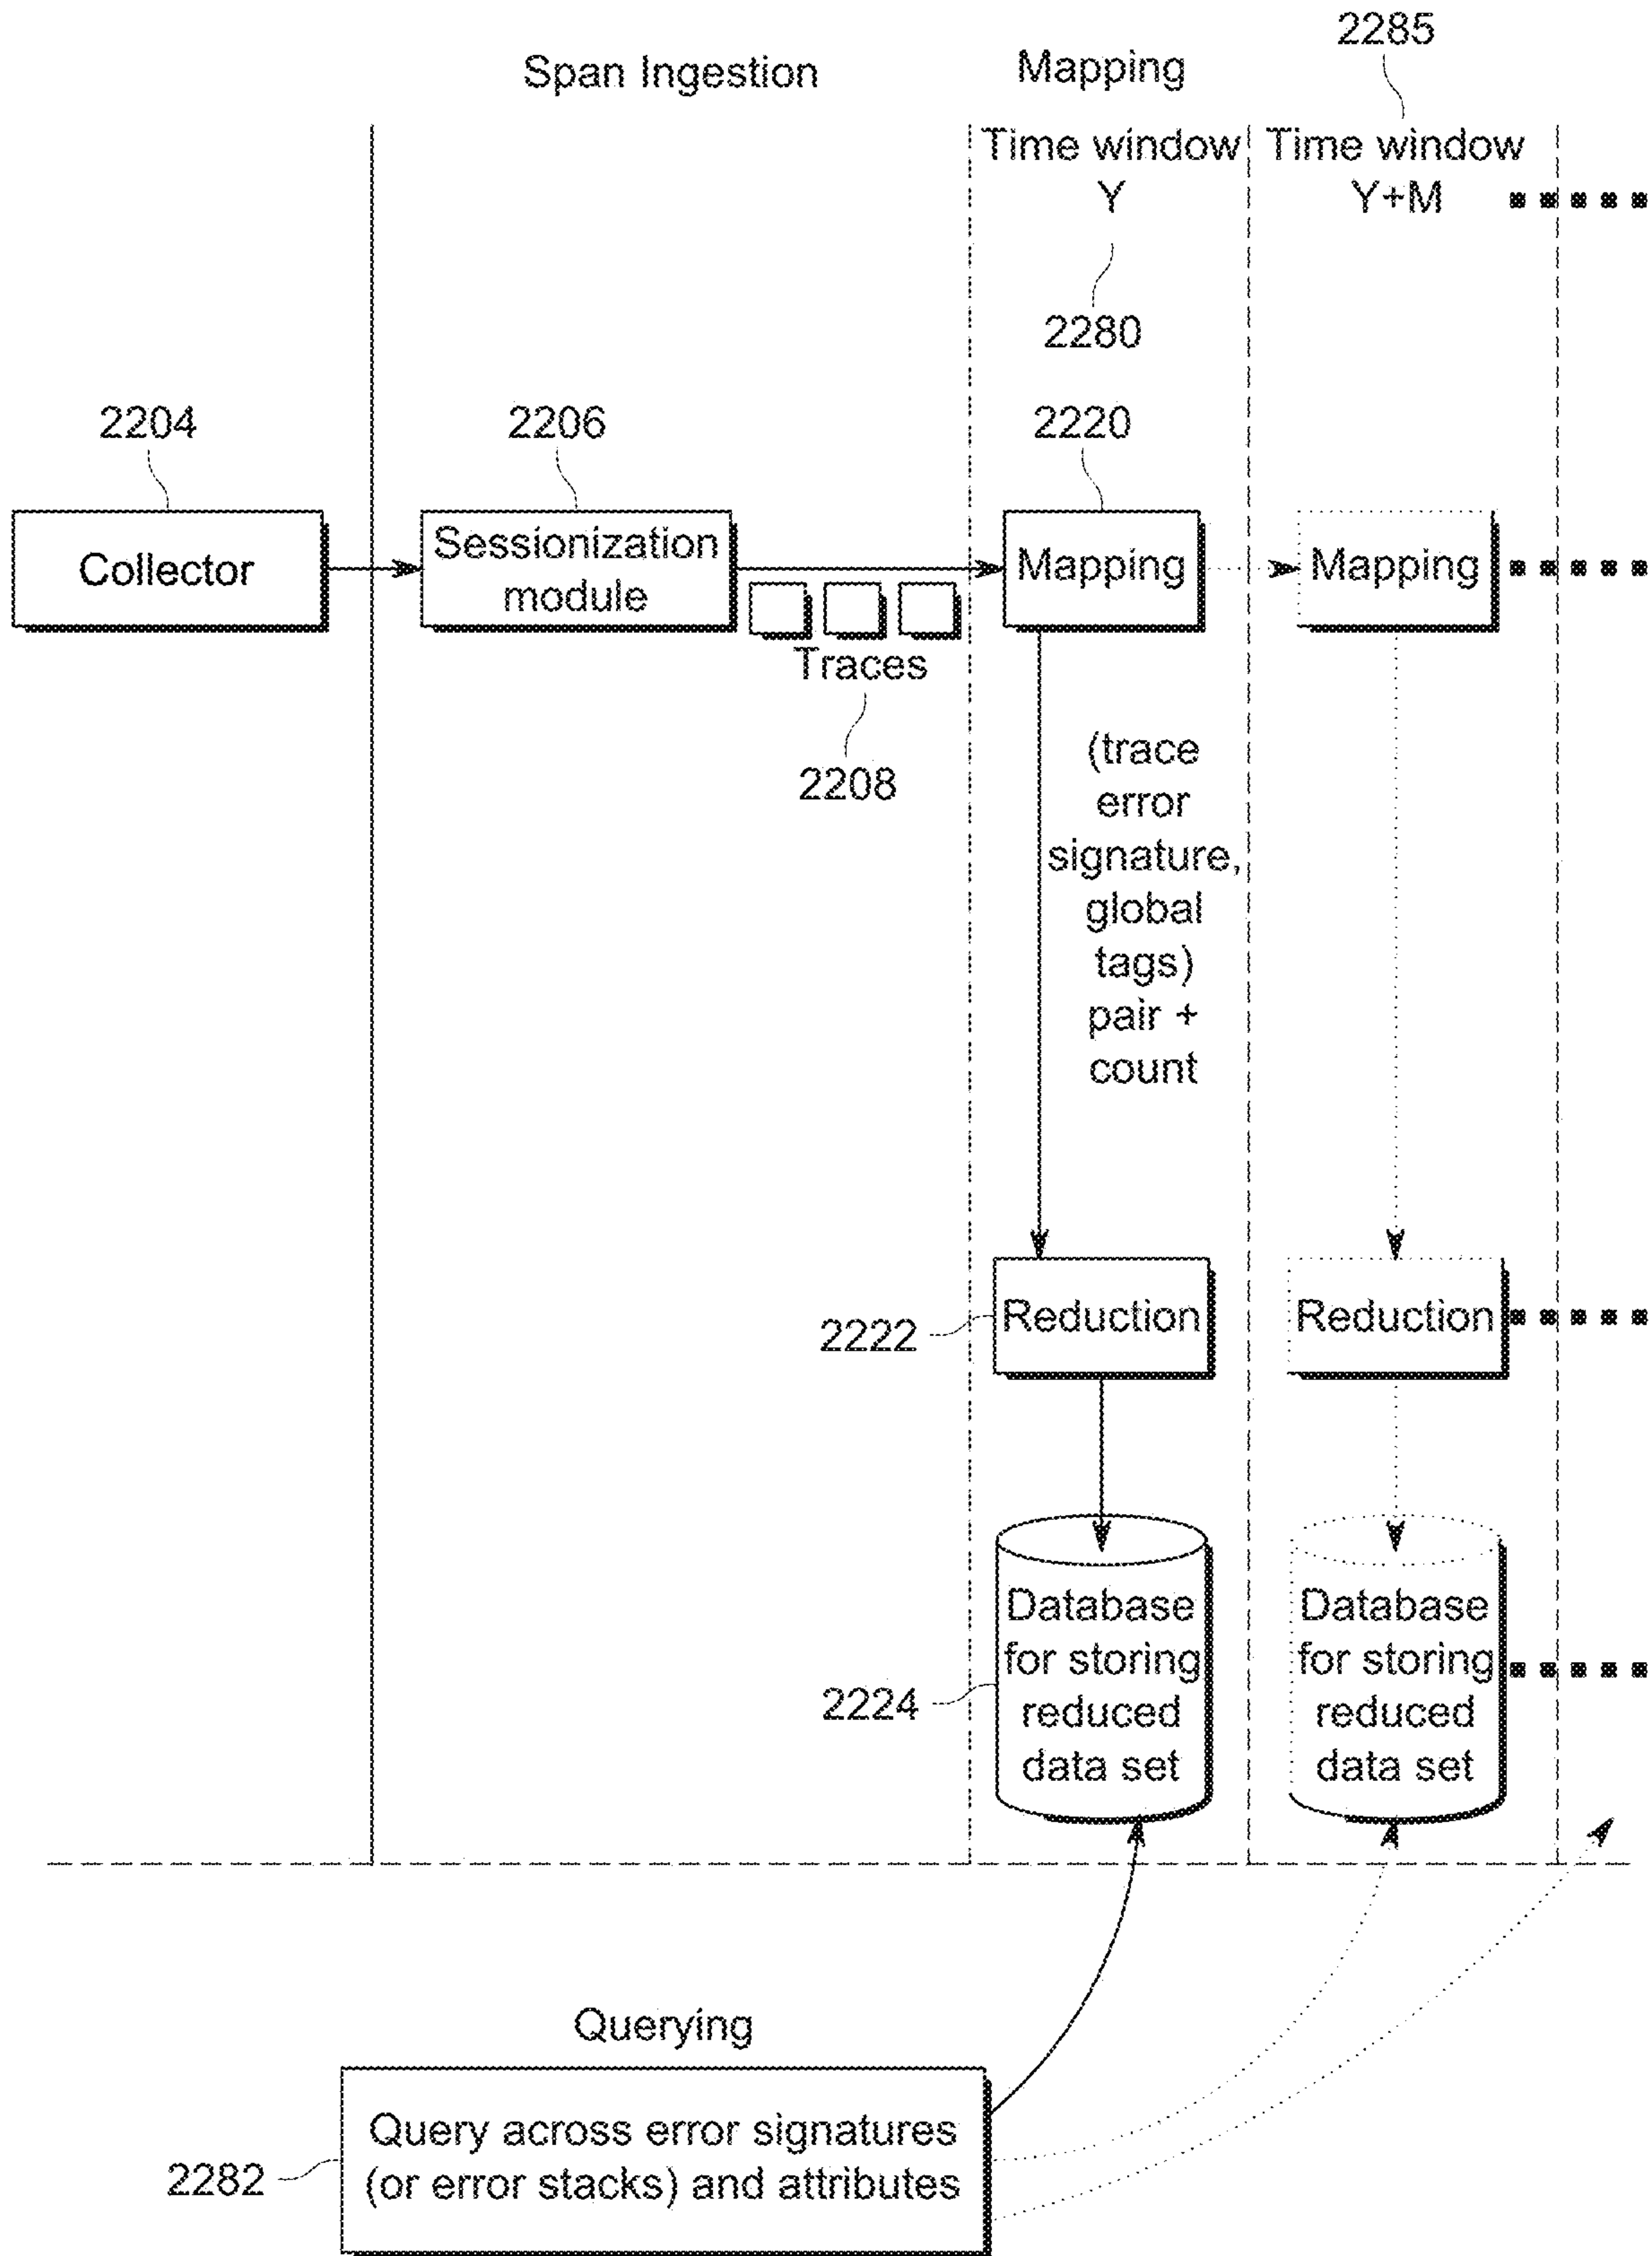 2285
Span Ingestion
Mapping
Time window
Y
Time window
Y+M
2280
2204
2206
2220
Collector
Sessionization
module
Mapping
Mapping
Traces
2208
(trace
error
signature,
global
tags)
pair +
count
2222
Reduction
Reduction
2224
Database
for storing
reduced
data set
Database
for storing
reduced
data set
Querying
2282
Query across error signatures
(or error stacks) and attributes